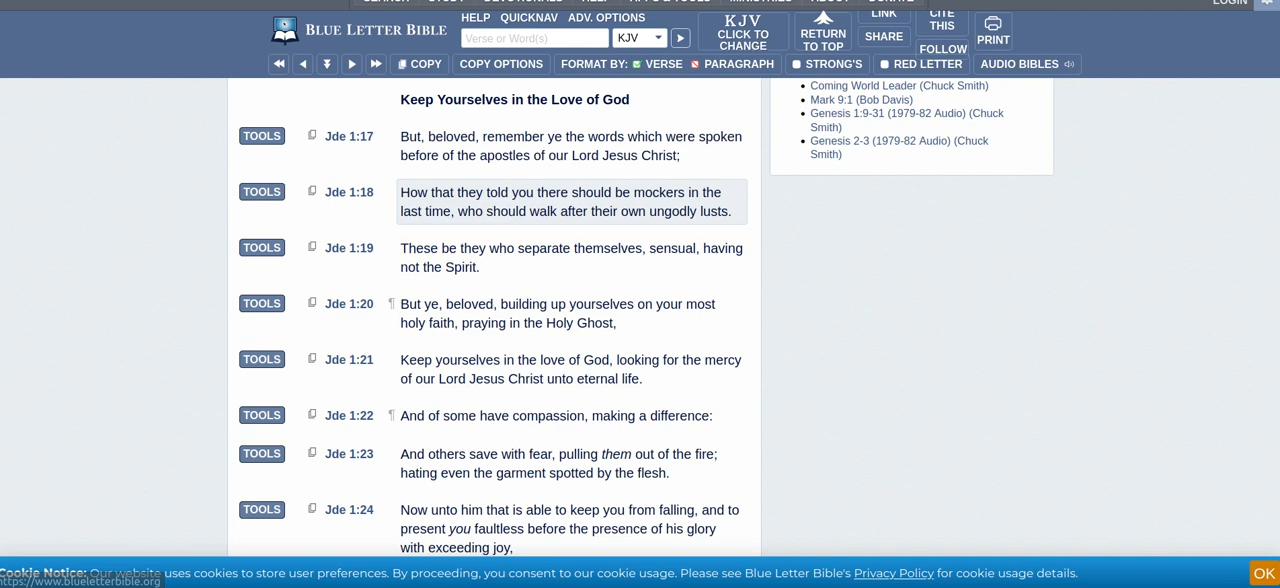 SEARCH STUDY DEVOTIONALS HELP APPS & TOOLS MINISTRIES ABOUT DONATE
LOGIN
BLUE LETTER BIBLE
HELP QUICKNAV ADV. OPTIONS
Verse or Word(s)
KJV
KJV
CLICK TO
CHANGE
RETURN
TO TOP
LINK
SHARE
CITE
THIS
FOLLOW
PRINT
COPY
COPY OPTIONS
FORMAT BY: VERSE PARAGRAPH
STRONG'S
RED LETTER
AUDIO BIBLES
Keep Yourselves in the Love of God
TOOLS Jde 1:17 But, beloved, remember ye the words which were spoken
before of the apostles of our Lord Jesus Christ;
TOOLS Jde 1:18 How that they told you there should be mockers in the
last time, who should walk after their own ungodly lusts.
TOOLS Jde 1:19 These be they who separate themselves, sensual, having
not the Spirit.
TOOLS Jde 1:20 ¶ But ye, beloved, building up yourselves on your most
holy faith, praying in the Holy Ghost,
TOOLS Jde 1:21 Keep yourselves in the love of God, looking for the mercy
of our Lord Jesus Christ unto eternal life.
TOOLS Jde 1:22 ¶ And of some have compassion, making a difference:
TOOLS Jde 1:23 And others save with fear, pulling them out of the fire;
hating even the garment spotted by the flesh.
TOOLS Jde 1:24 Now unto him that is able to keep you from falling, and to
present you faultless before the presence of his glory
with exceeding joy,
Coming World Leader (Chuck Smith)
Mark 9:1 (Bob Davis)
Genesis 1:9-31 (1979-82 Audio) (Chuck
Smith)
Genesis 2-3 (1979-82 Audio) (Chuck
Smith)
Cookie Notice: Our website uses cookies to store user preferences. By proceeding, you consent to our cookie usage. Please see Blue Letter Bible's Privacy Policy for cookie usage details.
OK
https://www.blueletterbible.org